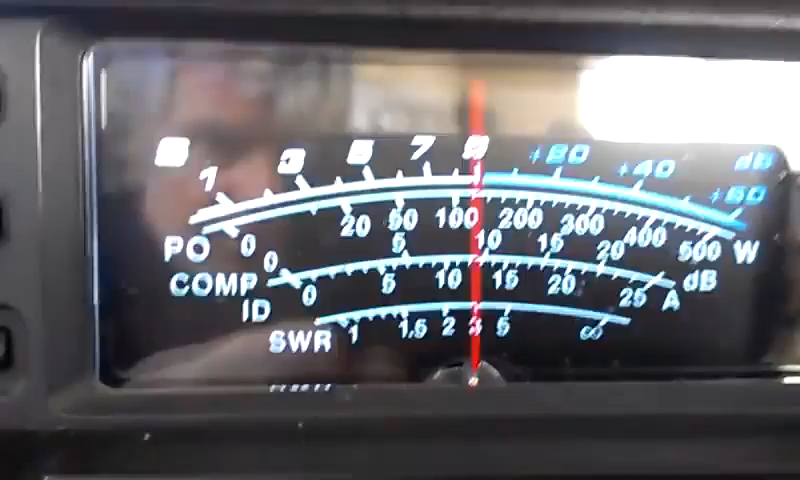 S 1 3 5 7 9 +20 +40 +60 dB
PO 0 20 50 100 200 300 400 500 W
COMP 0 5 10 15 20 dB
ID 0 5 10 15 20 25 A
SWR 1 1.5 2 3 5 ∞